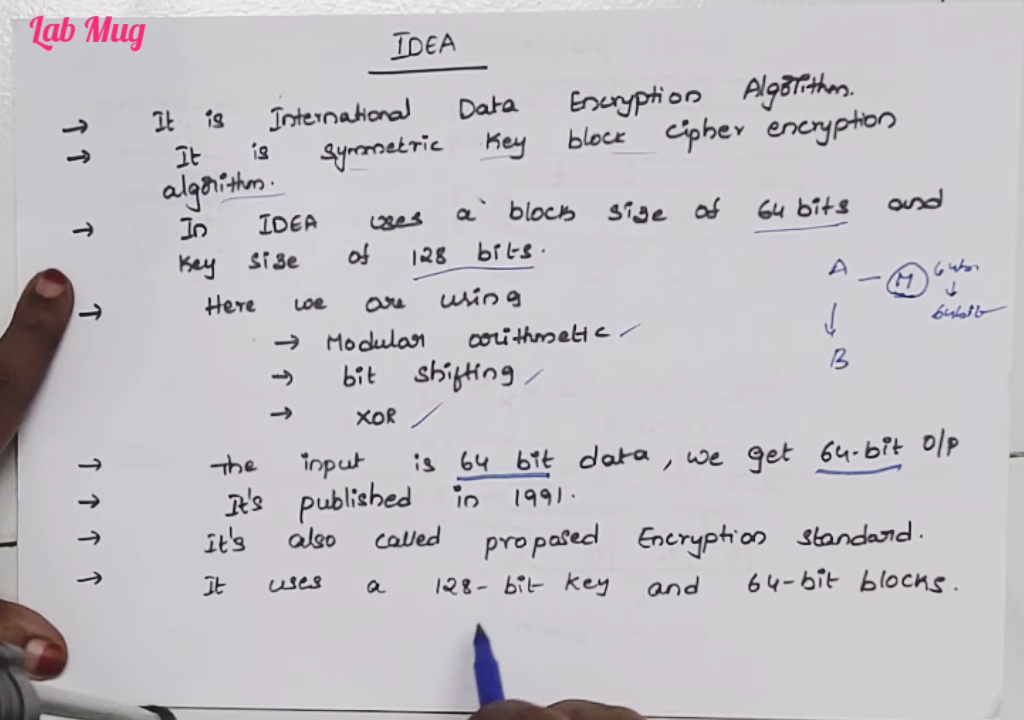 Lab Mug
IDEA
→ It is International Data Encryption Algorithm.
→ It is symmetric key block cipher encryption
algorithm.
→ In IDEA uses a block size of 64 bits and
key size of 128 bits.
→ Here we are using
→ Modular arithmetic
→ bit shifting
→ XOR
A — M 64bit
↓
64bit
↓
B
→ The input is 64 bit data, we get 64-bit O/P
→ It's published in 1991.
→ It's also called proposed Encryption standard.
→ It uses a 128-bit key and 64-bit blocks.